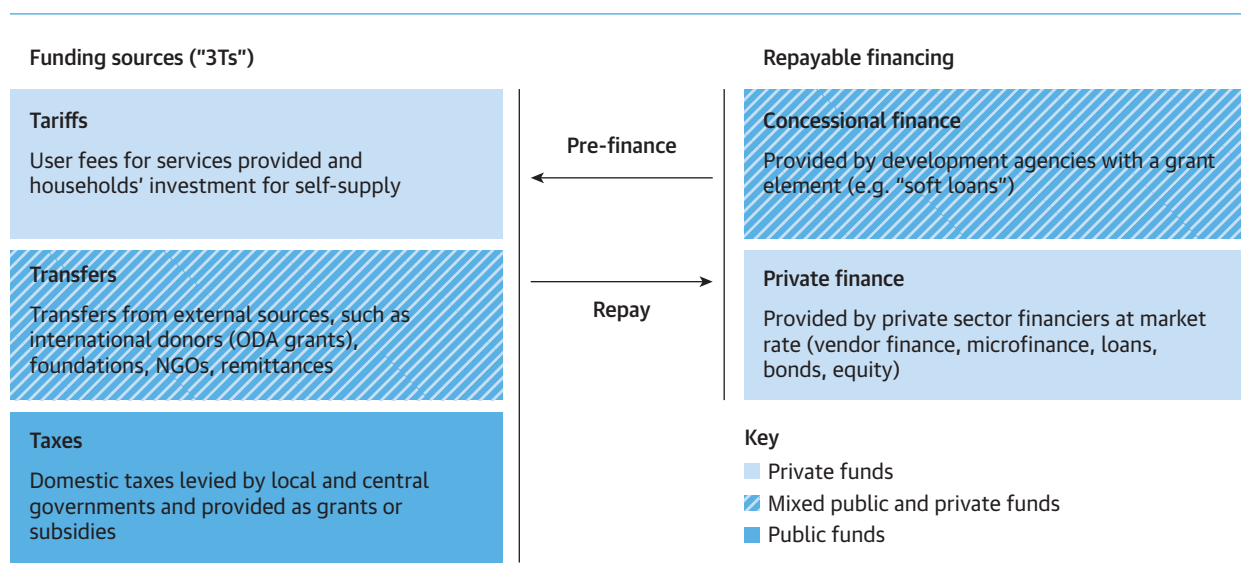 Funding sources ("3Ts")
Tariffs
User fees for services provided and
households' investment for self-supply
Transfers
Transfers from external sources, such as
international donors (ODA grants),
foundations, NGOs, remittances
Taxes
Domestic taxes levied by local and central
governments and provided as grants or
subsidies
Pre-finance
Repay
Repayable financing
Concessional finance
Provided by development agencies with a grant
element (e.g. "soft loans")
Private finance
Provided by private sector financiers at market
rate (vendor finance, microfinance, loans,
bonds, equity)
Key
Private funds
Mixed public and private funds
Public funds